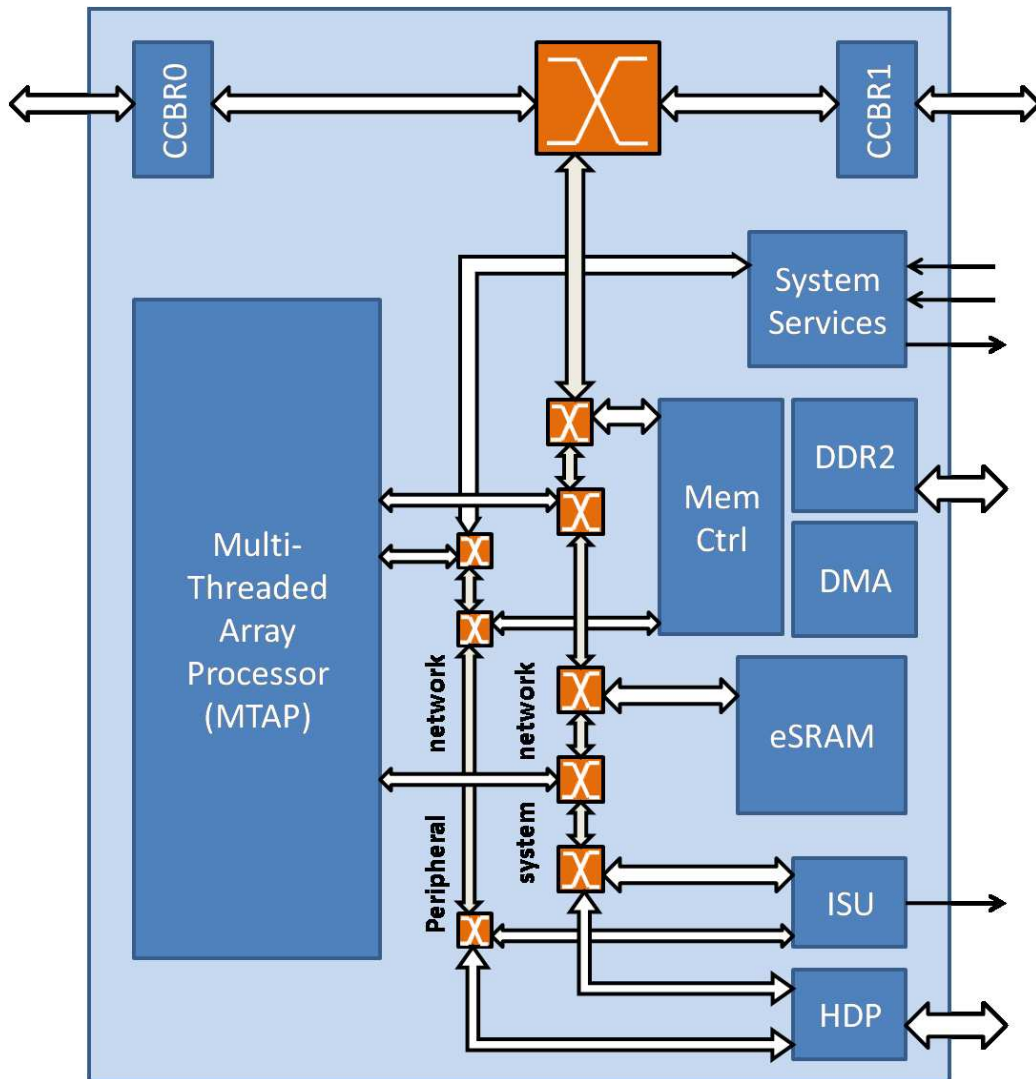 CCBR0
CCBR1
System
Services
Multi-
Threaded
Array
Processor
(MTAP)
Mem
Ctrl
DDR2
DMA
Peripheral network
system network
eSRAM
ISU
HDP